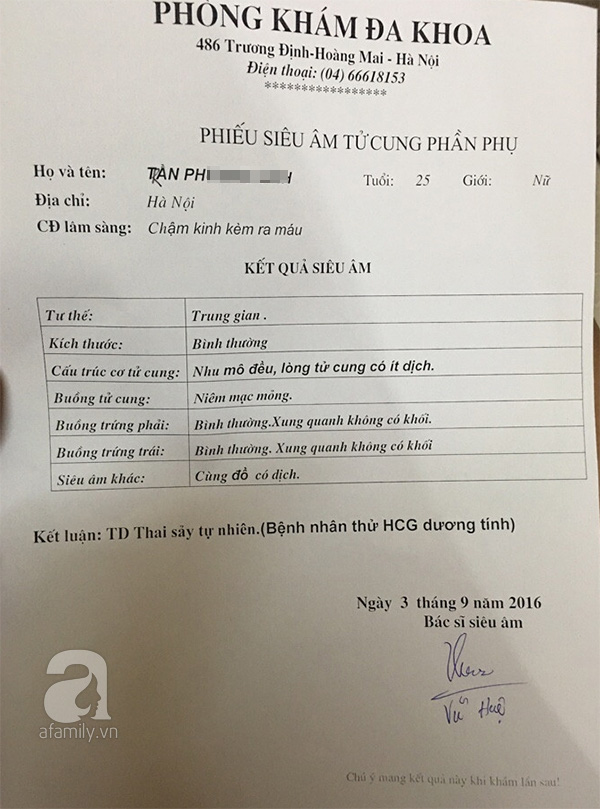 PHÒNG KHÁM ĐA KHOA
486 Trương Định-Hoàng Mai - Hà Nội
Điện thoại: (04) 66618153
*****************
PHIẾU SIÊU ÂM TỬ CUNG PHẦN PHỤ
Họ và tên: TRẦN PH Tuổi: 25 Giới: Nữ
Địa chỉ: Hà Nội
CĐ lâm sàng: Chậm kinh kèm ra máu
KẾT QUẢ SIÊU ÂM
Tư thế: Trung gian .
Kích thước: Bình thường
Cấu trúc cơ tử cung: Nhu mô đều, lòng tử cung có ít dịch.
Buồng tử cung: Niêm mạc mỏng.
Buồng trứng phải: Bình thường.Xung quanh không có khối.
Buồng trứng trái: Bình thường. Xung quanh không có khối
Siêu âm khác: Cùng đồ có dịch.
Kết luận: TD Thai sảy tự nhiên.(Bệnh nhân thử HCG dương tính)
Ngày 3 tháng 9 năm 2016
Bác sĩ siêu âm
Vũ Huệ
a
afamily.vn
Chú ý mang kết quả này khi khám lần sau!